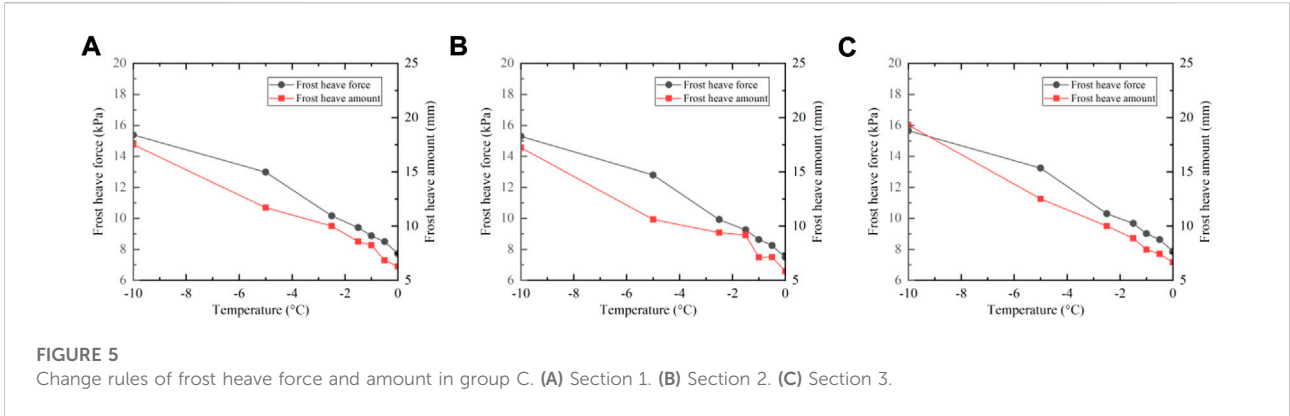 A
B
C
20
18
16
14
12
10
8
6
Frost heave force (kPa)
Frost heave force
Frost heave amount
25
20
15
10
5
Frost heave amount (mm)
-10
-8
-6
-4
-2
0
Temperature (°C)
20
18
16
14
12
10
8
6
Frost heave force (kPa)
Frost heave force
Frost heave amount
25
20
15
10
5
Frost heave amount (mm)
-10
-8
-6
-4
-2
0
Temperature (°C)
20
18
16
14
12
10
8
6
Frost heave force (kPa)
Frost heave force
Frost heave amount
25
20
15
10
5
Frost heave amount (mm)
-10
-8
-6
-4
-2
0
Temperature (°C)
FIGURE 5
Change rules of frost heave force and amount in group C. (A) Section 1. (B) Section 2. (C) Section 3.